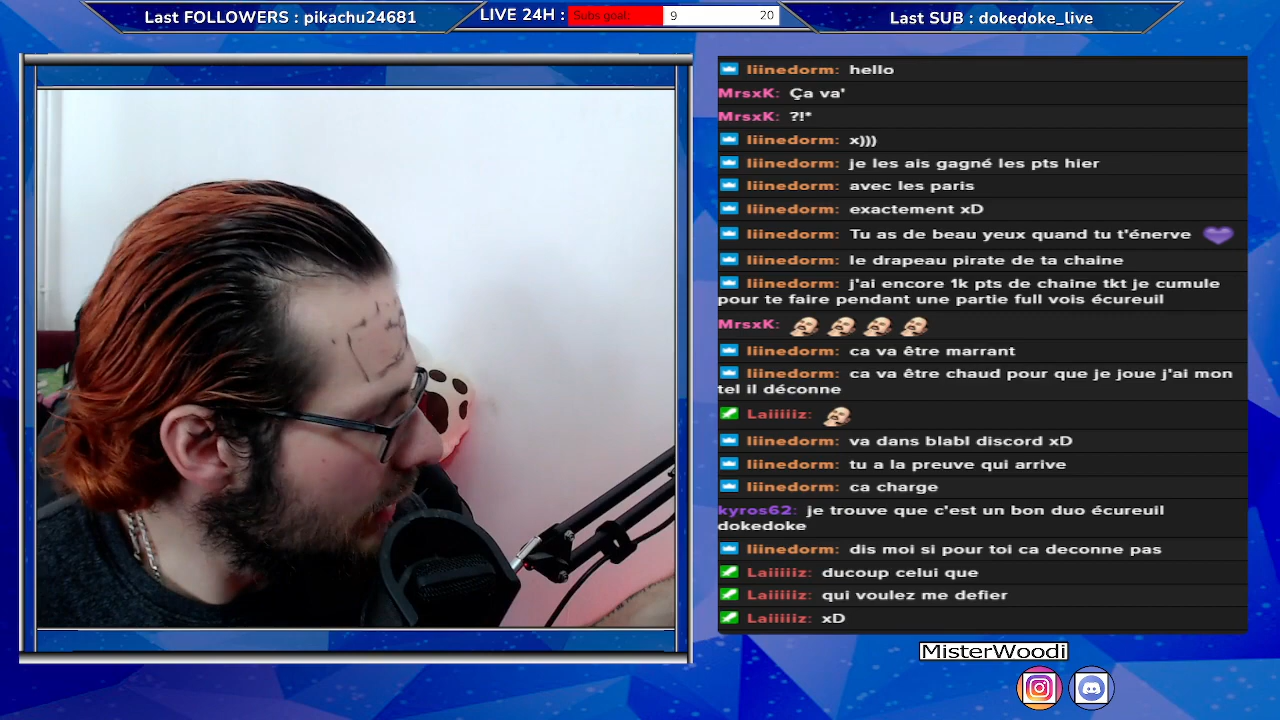 Last FOLLOWERS : pikachu24681
LIVE 24H :
Subs goal: 9 20
Last SUB : dokedoke_live
liinedorm: hello
MrsxK: Ça va'
MrsxK: ?!*
liinedorm: x)))
liinedorm: je les ais gagné les pts hier
liinedorm: avec les paris
liinedorm: exactement xD
liinedorm: Tu as de beau yeux quand tu t'énerve
liinedorm: le drapeau pirate de ta chaine
liinedorm: j'ai encore 1k pts de chaine tkt je cumule
pour te faire pendant une partie full vois écureuil
MrsxK:
liinedorm: ca va être marrant
liinedorm: ca va être chaud pour que je joue j'ai mon
tel il déconne
Laiiiiiz:
liinedorm: va dans blabl discord xD
liinedorm: tu a la preuve qui arrive
liinedorm: ca charge
kyros62: je trouve que c'est un bon duo écureuil
dokedoke
liinedorm: dis moi si pour toi ca deconne pas
Laiiiiiz: ducoup celui que
Laiiiiiz: qui voulez me defier
Laiiiiiz: xD
MisterWoodi